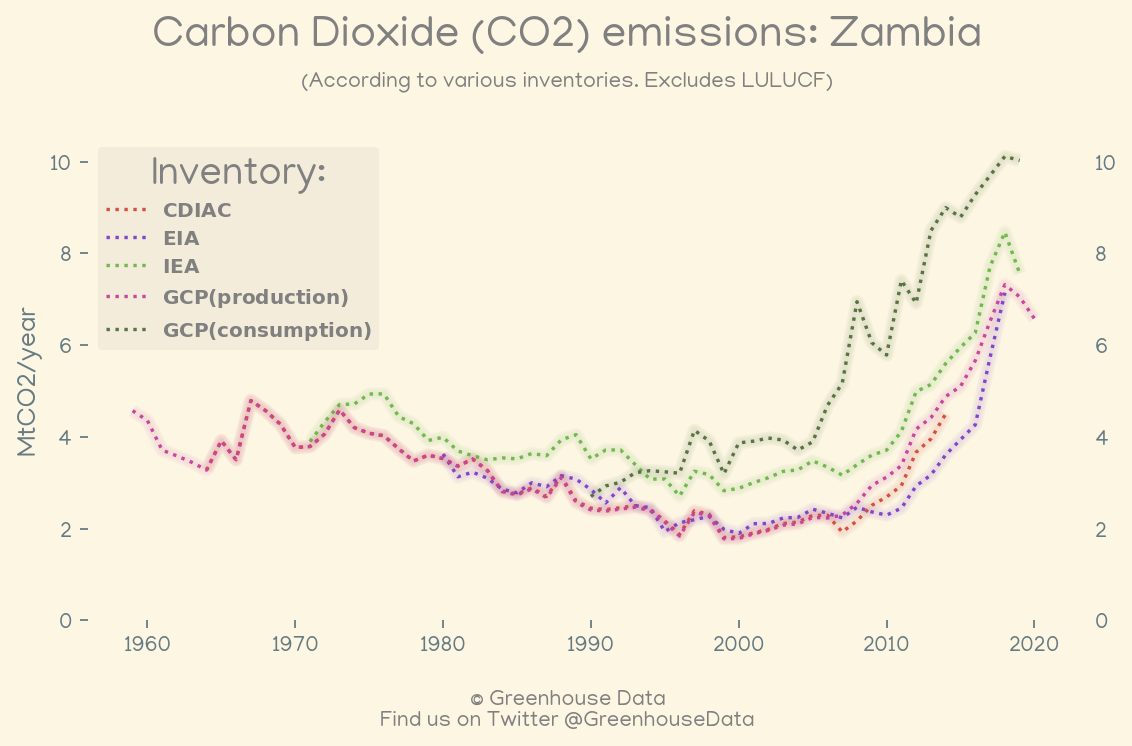 Carbon Dioxide (CO2) emissions: Zambia
(According to various inventories. Excludes LULUCF)
Inventory:
CDIAC
EIA
IEA
GCP(production)
GCP(consumption)
MtCO2/year
10
8
6
4
2
0
10
8
6
4
2
0
1960 1970 1980 1990 2000 2010 2020
© Greenhouse Data
Find us on Twitter @GreenhouseData